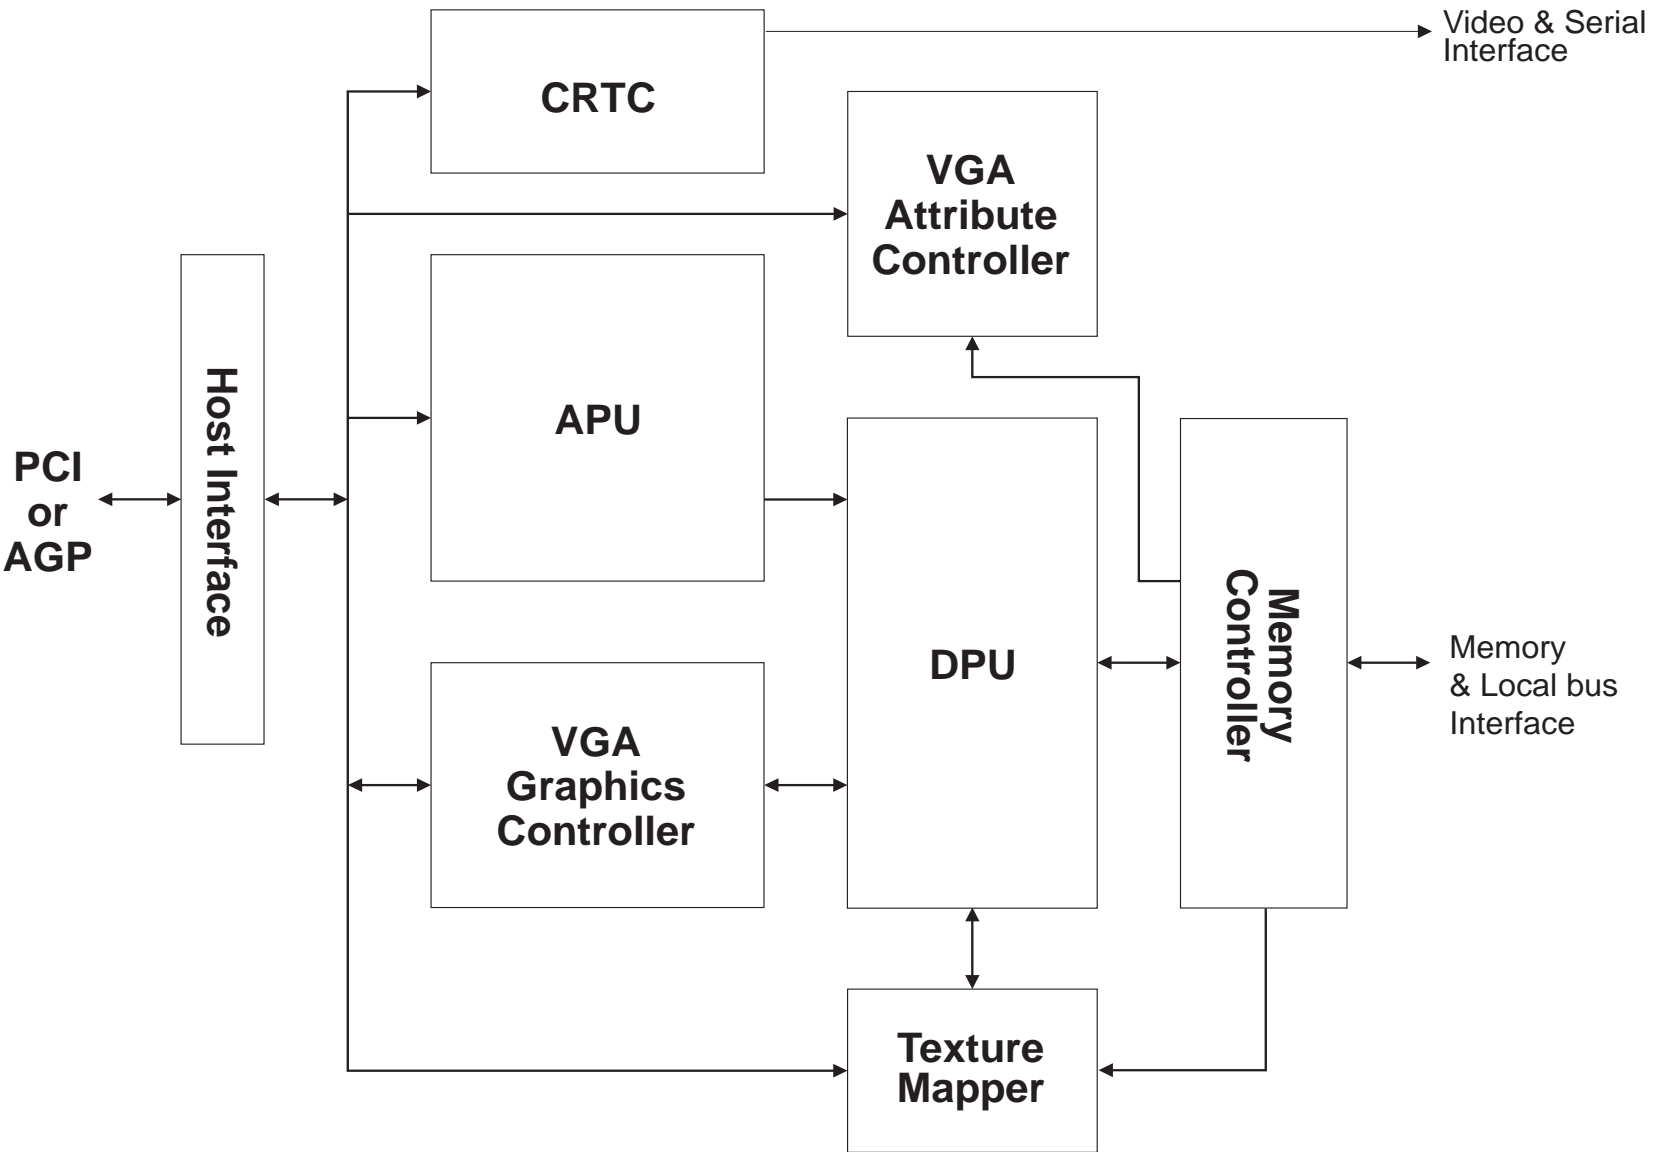 Video & Serial
Interface
CRTC
VGA
Attribute
Controller
Host Interface
APU
PCI
or
AGP
Memory
Controller
DPU
Memory
& Local bus
Interface
VGA
Graphics
Controller
Texture
Mapper